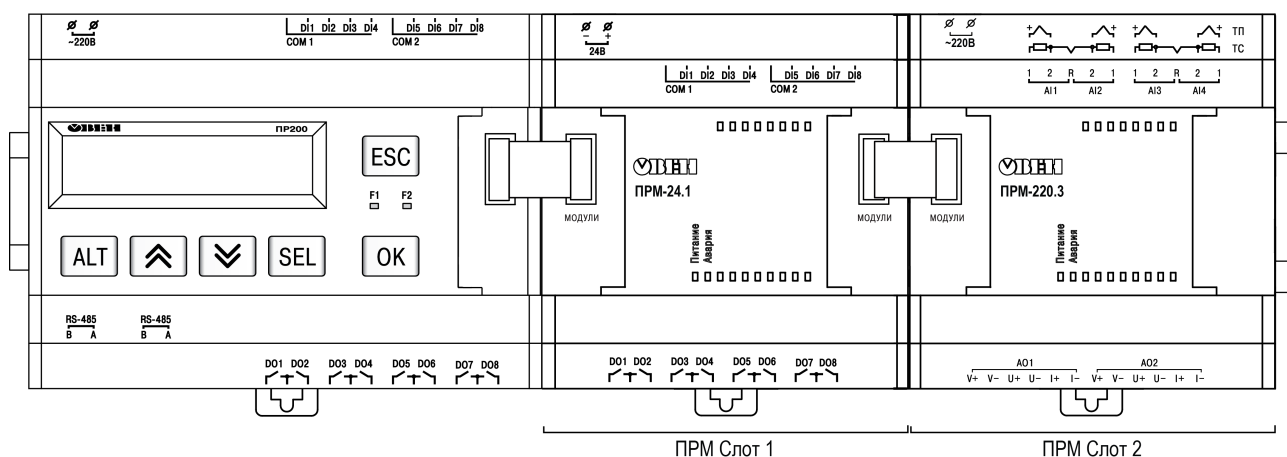 ~220В
DI1 DI2 DI3 DI4 DI5 DI6 DI7 DI8
COM 1 COM 2
- +
24В
DI1 DI2 DI3 DI4 DI5 DI6 DI7 DI8
COM 1 COM 2
~220В
+ + + + ТП
ТС
1 2 R 2 1 1 2 R 2 1
AI1 AI2 AI3 AI4
ОВЕН ПР200
ESC
F1 F2
ALT SEL OK
МОДУЛИ
ОВЕН
ПРМ-24.1
Питание
Авария
МОДУЛИ
МОДУЛИ
ОВЕН
ПРМ-220.3
Питание
Авария
RS-485 RS-485
B A B A
DO1 DO2 DO3 DO4 DO5 DO6 DO7 DO8
DO1 DO2 DO3 DO4 DO5 DO6 DO7 DO8
AO1 AO2
V+ V- U+ U- I+ I- V+ V- U+ U- I+ I-
ПРМ Слот 1 ПРМ Слот 2